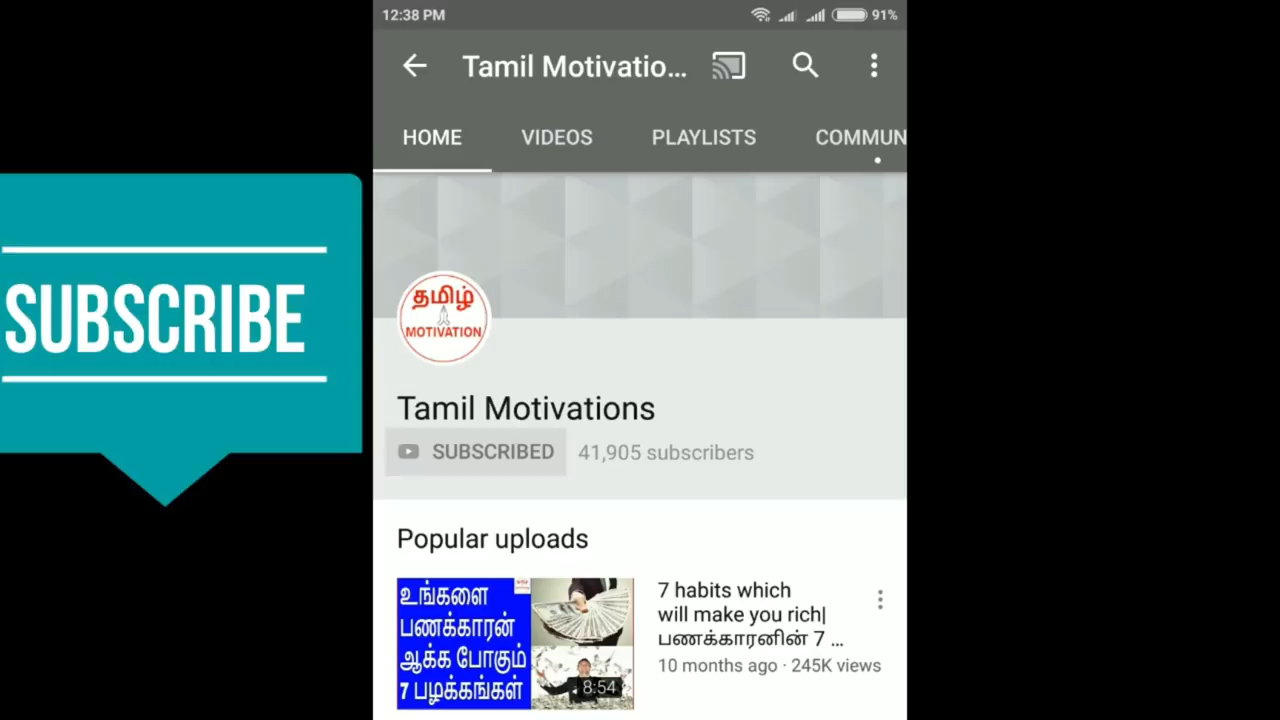 12:38 PM
91%
Tamil Motivatio...
HOME
VIDEOS
PLAYLISTS
COMMUN
SUBSCRIBE
தமிழ்
MOTIVATION
Tamil Motivations
SUBSCRIBED
41,905 subscribers
Popular uploads
உங்களை
பணக்காரன்
ஆக்க போகும்
7 பழக்கங்கள்
8:54
7 habits which
will make you rich|
பணக்காரனின் 7 ...
10 months ago · 245K views